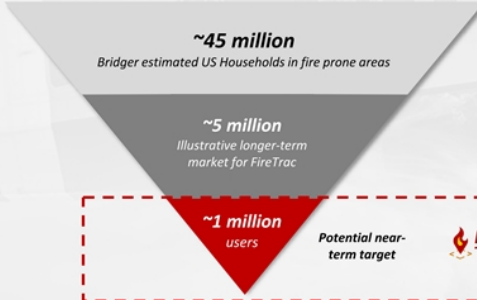 ~45 million
Bridger estimated US Households in fire prone areas
~5 million
Illustrative longer-term
market for FireTrac
~1 million
users
Potential near-
term target